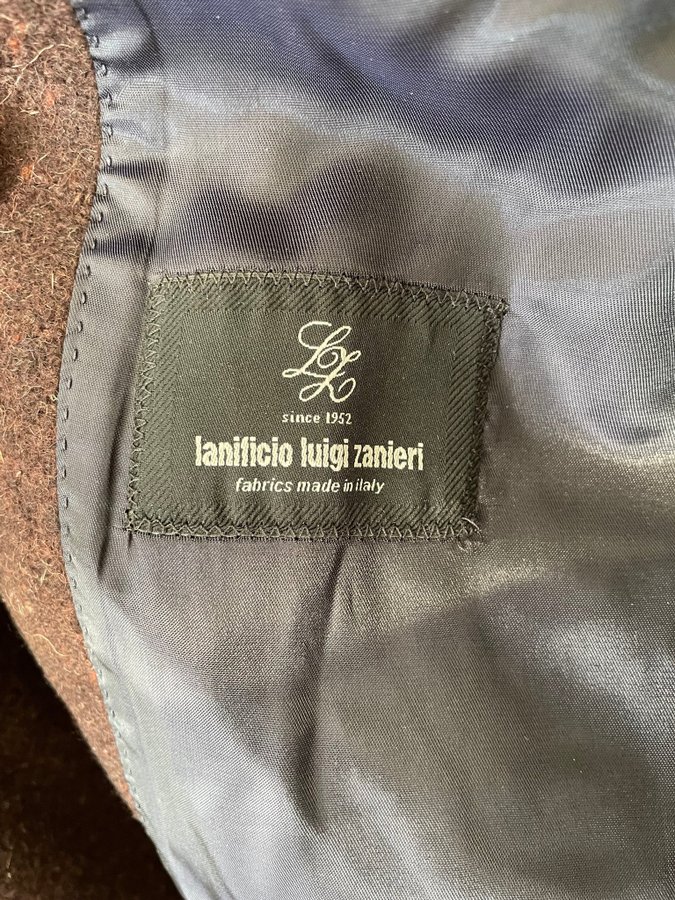 LZ
since 1952
lanificio luigi zanieri
fabrics made in italy